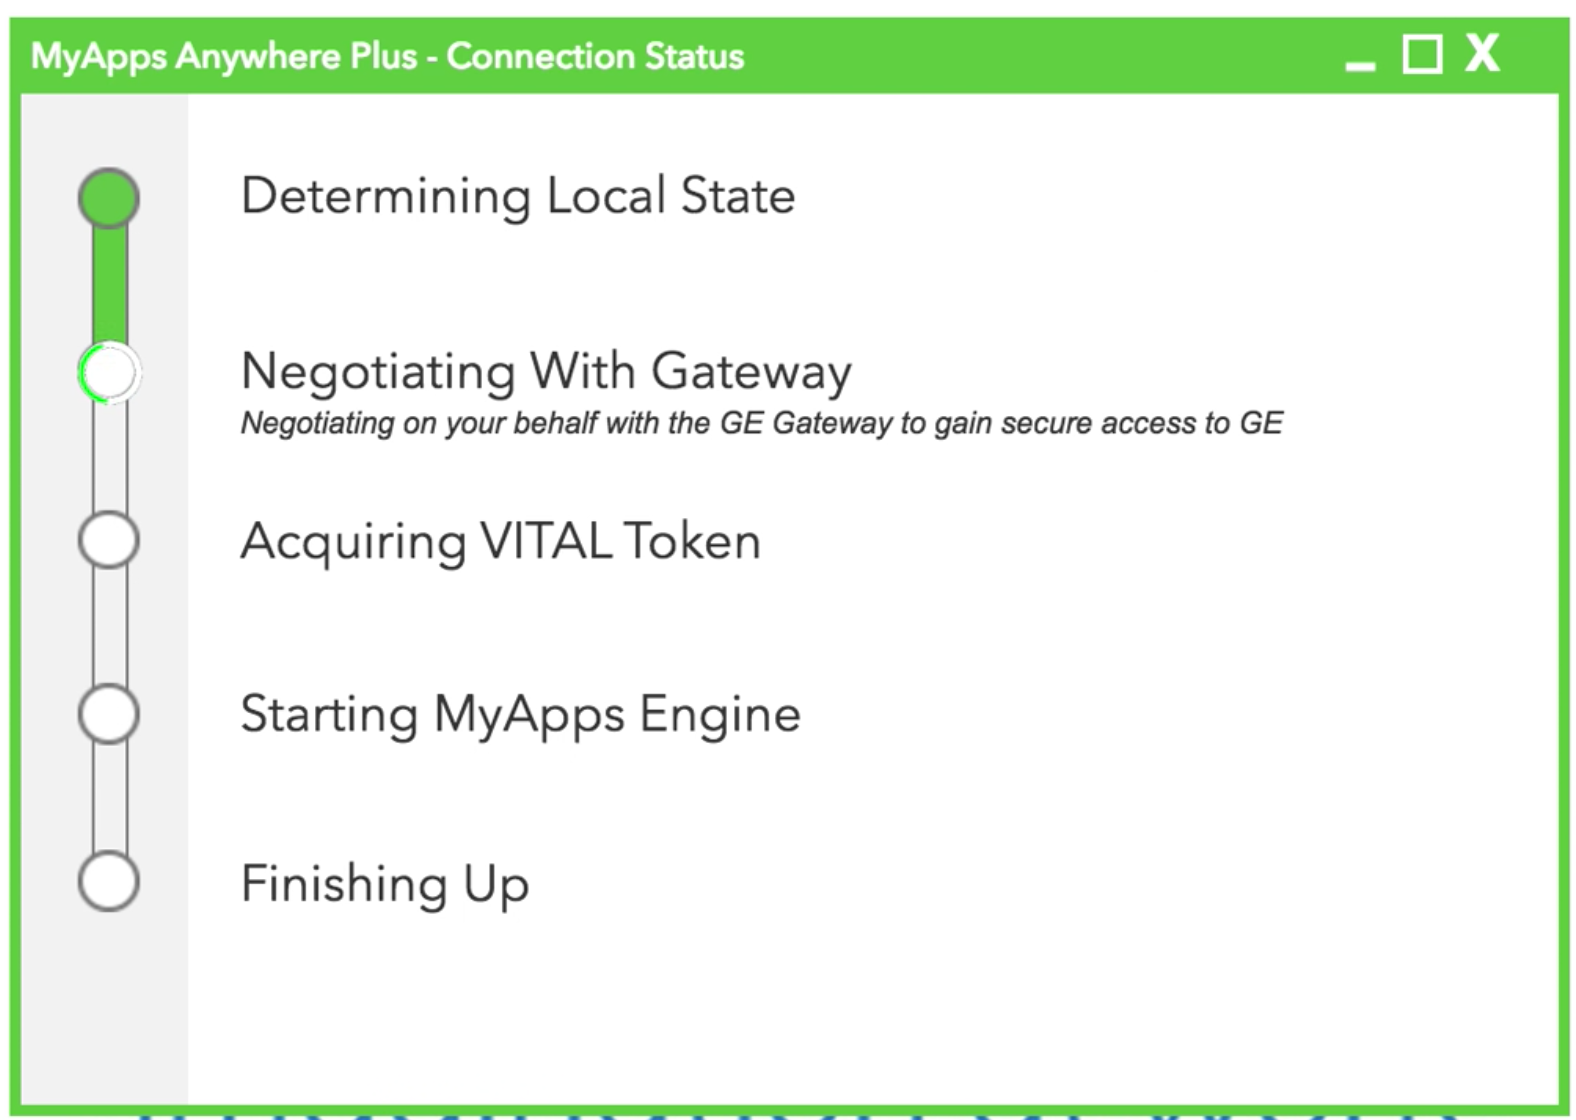 MyApps Anywhere Plus - Connection Status
Determining Local State
Negotiating With Gateway
Negotiating on your behalf with the GE Gateway to gain secure access to GE
Acquiring VITAL Token
Starting MyApps Engine
Finishing Up